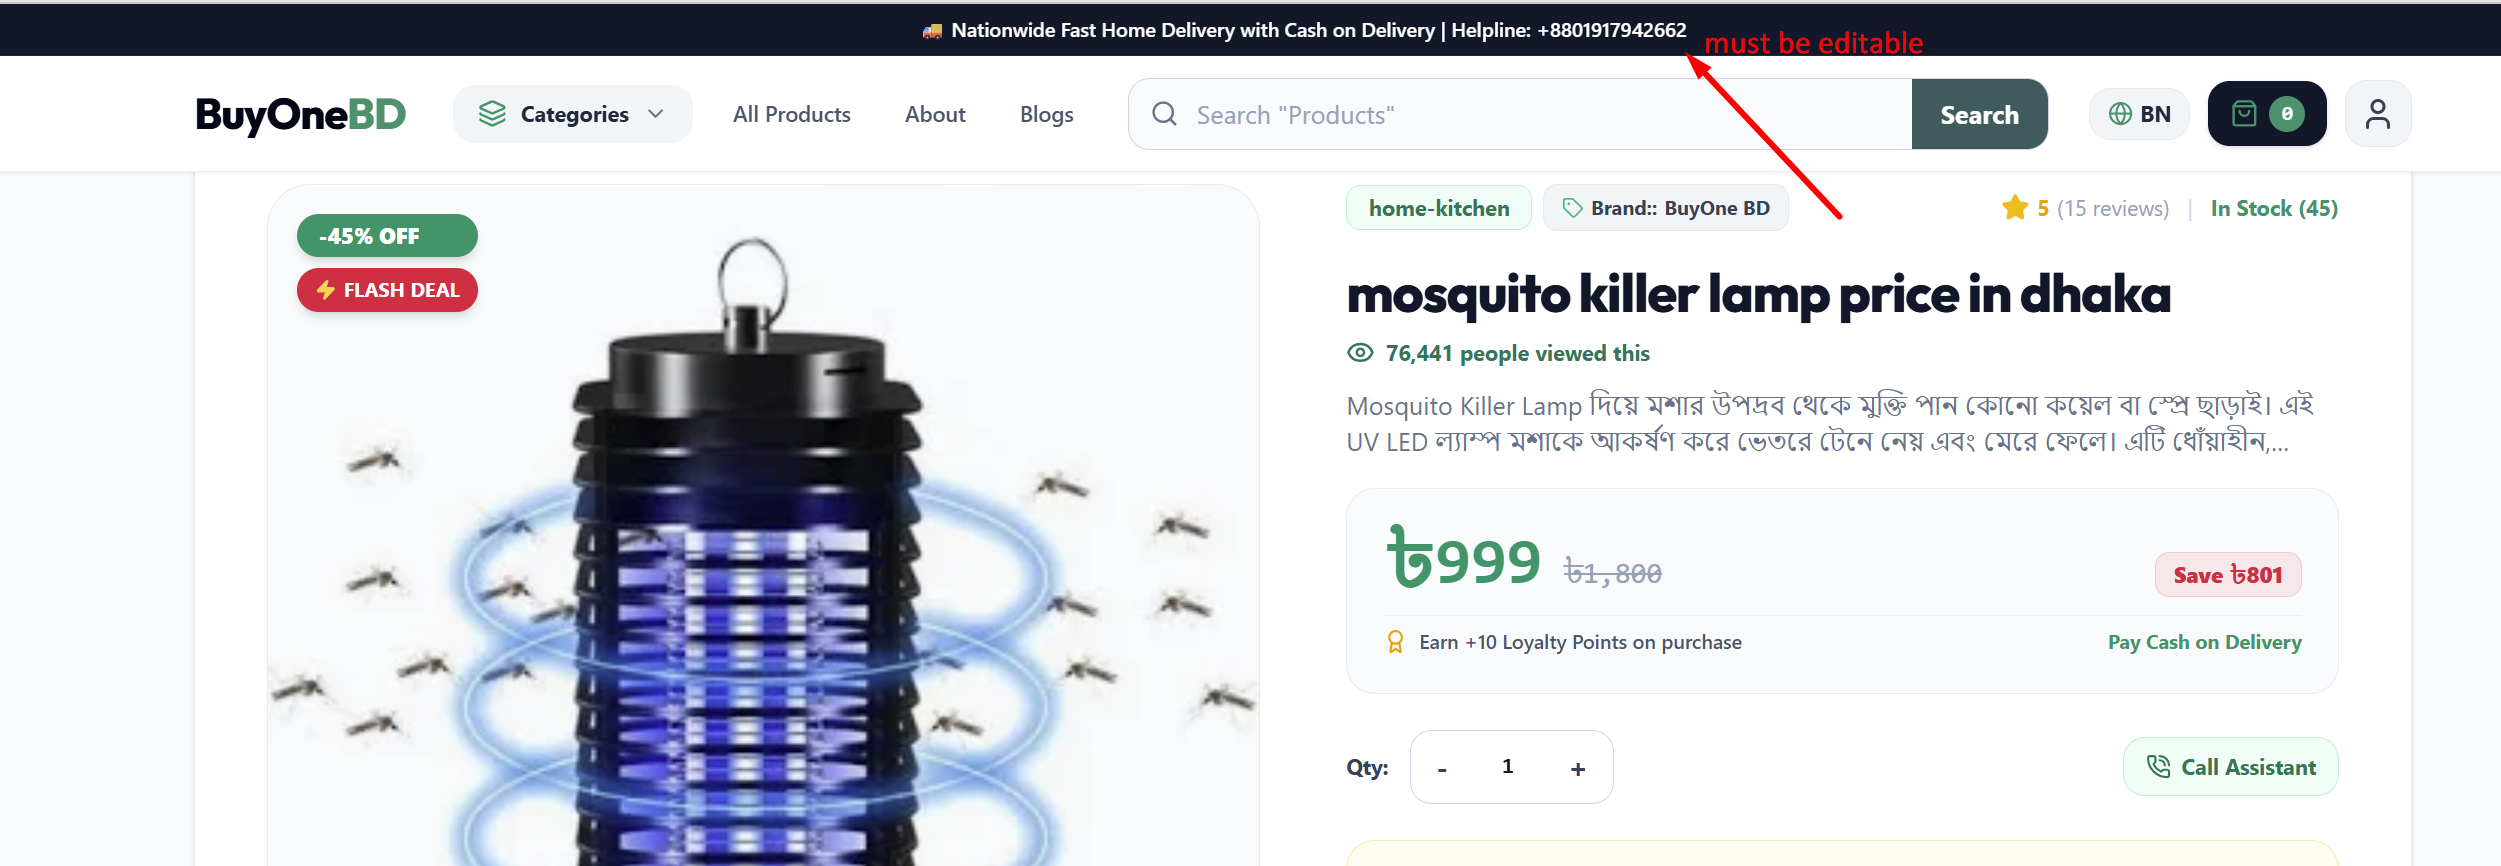 🚚 Nationwide Fast Home Delivery with Cash on Delivery | Helpline: +8801917942662
must be editable
BuyOneBD
Categories
All Products
About
Blogs
Search "Products"
Search
BN
0
-45% OFF
⚡ FLASH DEAL
home-kitchen
Brand:: BuyOne BD
5 (15 reviews) | In Stock (45)
mosquito killer lamp price in dhaka
76,441 people viewed this
Mosquito Killer Lamp দিয়ে মশার উপদ্রব থেকে মুক্তি পান কোনো কয়েল বা স্প্রে ছাড়াই। এই
UV LED ল্যাম্প মশাকে আকর্ষণ করে ভেতরে টেনে নেয় এবং মেরে ফেলে। এটি ধোঁয়াহীন,...
৳999 ৳1,800
Save ৳801
Earn +10 Loyalty Points on purchase
Pay Cash on Delivery
Qty:
- 1 +
Call Assistant